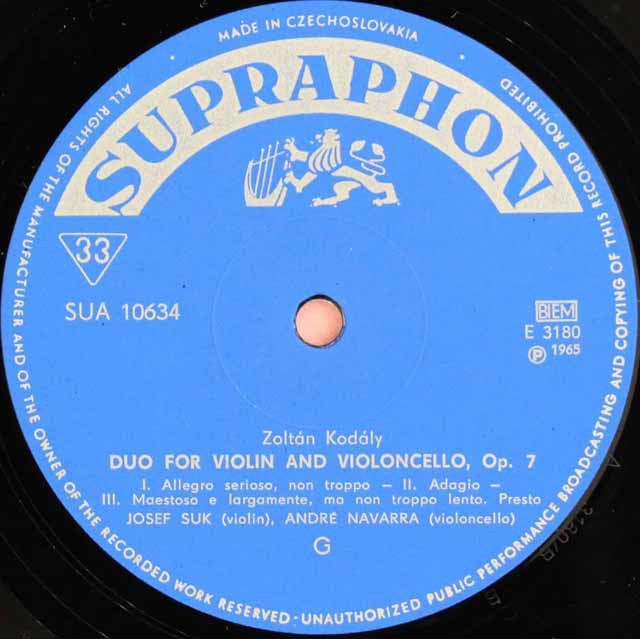 MADE IN CZECHOSLOVAKIA
SUPRAPHON
33
SUA 10634
BIEM
E 3180
Ⓟ 1965
Zoltán Kodály
DUO FOR VIOLIN AND VIOLONCELLO, Op. 7
I. Allegro serioso, non troppo – II. Adagio –
III. Maestoso e largamente, ma non troppo lento. Presto
JOSEF SUK (violin), ANDRÉ NAVARRA (violoncello)
G
ALL RIGHTS OF THE MANUFACTURER AND OF THE OWNER OF THE RECORDED WORK RESERVED - UNAUTHORIZED PUBLIC PERFORMANCE BROADCASTING AND COPYING OF THIS RECORD PROHIBITED